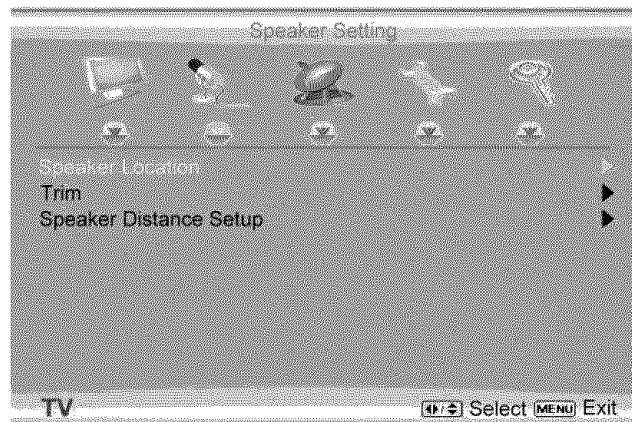 Speaker Setting
Speaker Location
Trim
Speaker Distance Setup
TV
Select MENU Exit